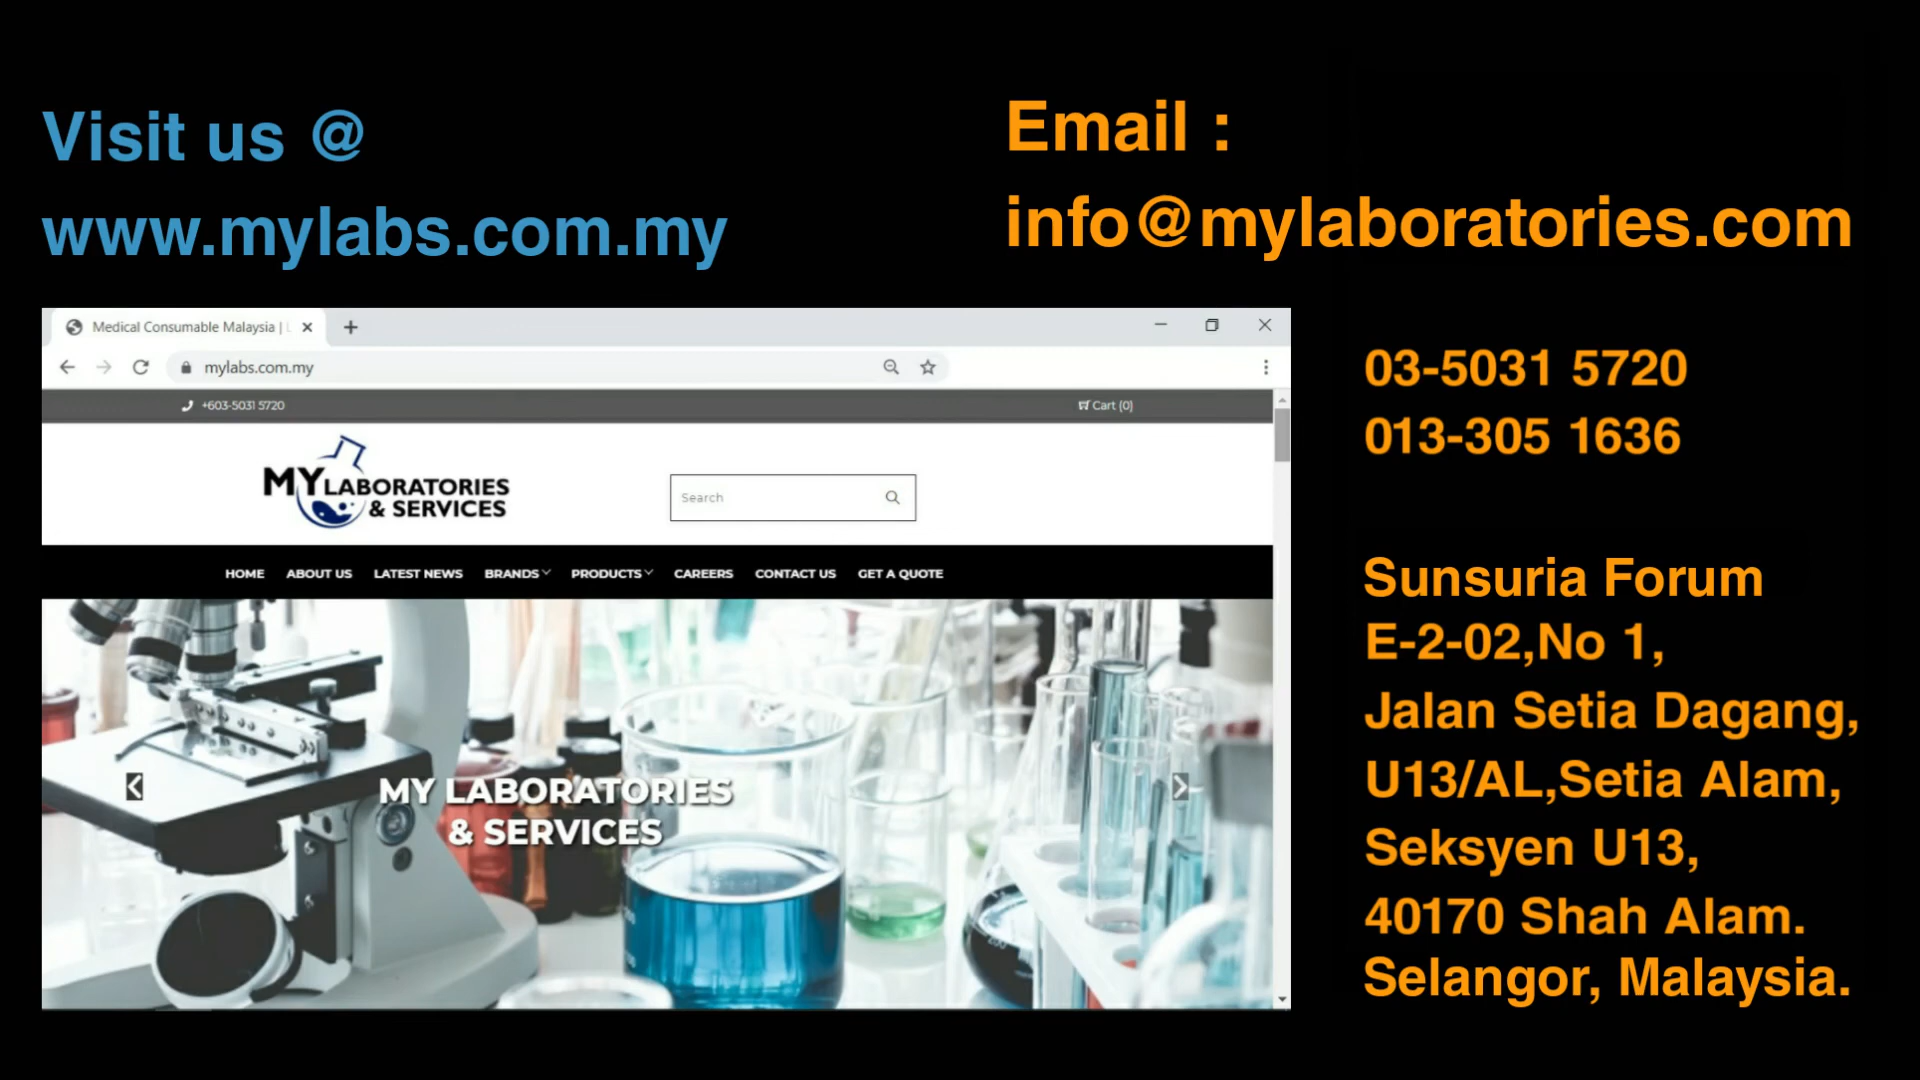 Visit us @
www.mylabs.com.my
Email :
info@mylaboratories.com
Medical Consumable Malaysia |
mylabs.com.my
+603-5031 5720
Cart (0)
MY LABORATORIES
& SERVICES
Search
HOME ABOUT US LATEST NEWS BRANDS PRODUCTS CAREERS CONTACT US GET A QUOTE
MY LABORATORIES
& SERVICES
03-5031 5720
013-305 1636
Sunsuria Forum
E-2-02,No 1,
Jalan Setia Dagang,
U13/AL,Setia Alam,
Seksyen U13,
40170 Shah Alam.
Selangor, Malaysia.